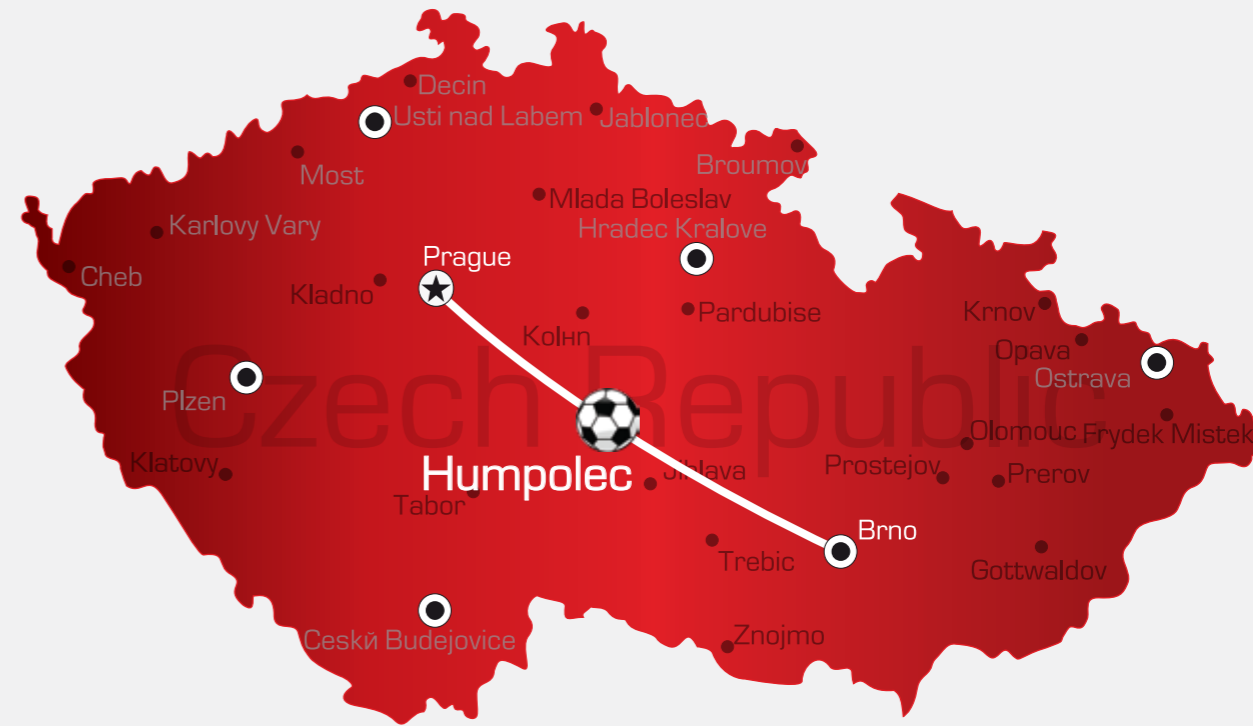 Decin
Usti nad Labem
Jablonec
Broumov
Most
Mlada Boleslav
Karlovy Vary
Hradec Kralove
Prague
Cheb
Kladno
Pardubise
Krnov
Kolнn
Opava
Ostrava
Czech Republic
Plzen
Olomouc
Frydek Mistek
Klatovy
Humpolec
Jihlava
Prostejov
Prerov
Tabor
Brno
Trebic
Gottwaldov
Ceskй Budejovice
Znojmo